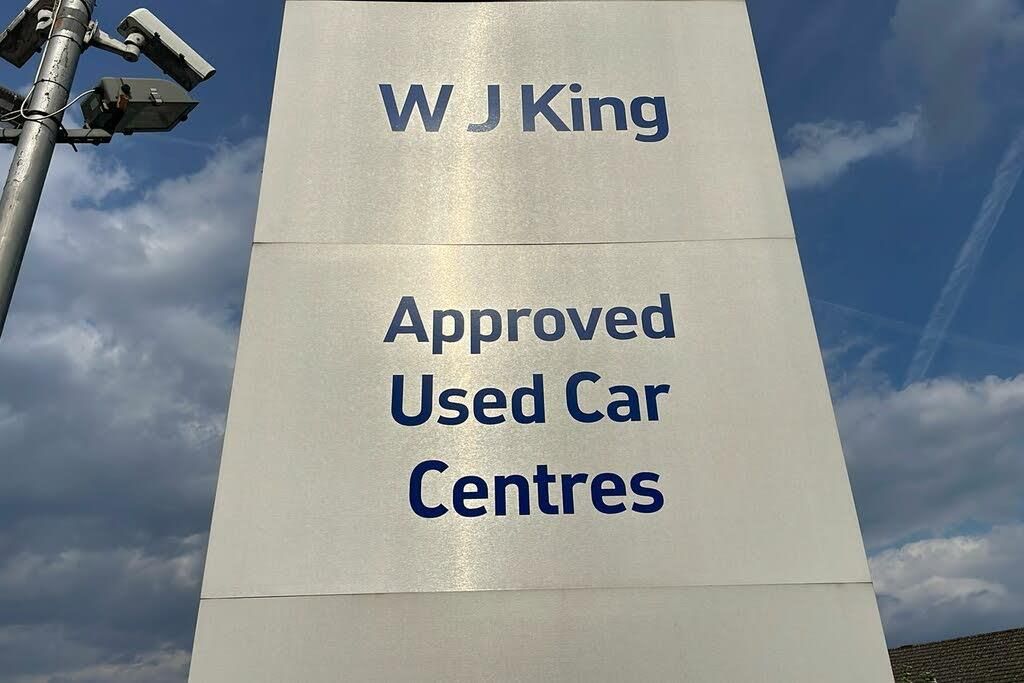 W J King
Approved
Used Car
Centres